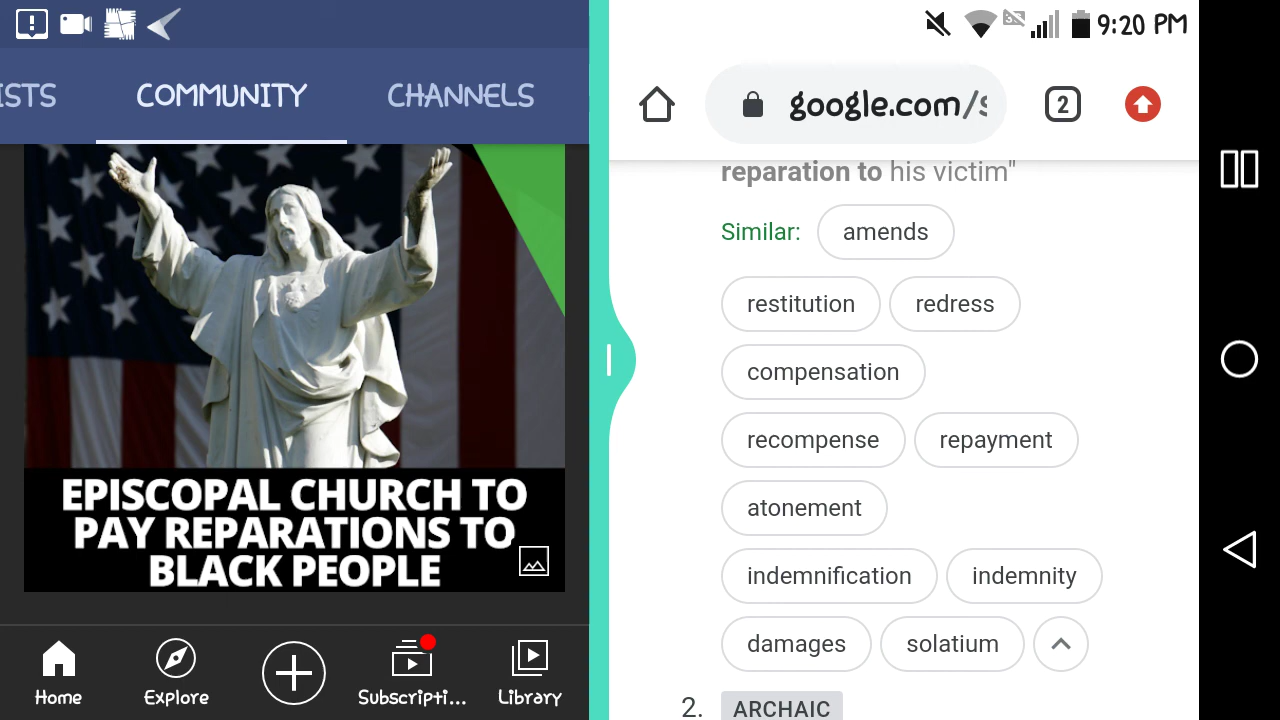 ISTS COMMUNITY CHANNELS
EPISCOPAL CHURCH TO
PAY REPARATIONS TO
BLACK PEOPLE
Home Explore Subscripti... Library
9:20 PM
google.com/s
2
reparation to his victim"
Similar: amends
restitution redress
compensation
recompense repayment
atonement
indemnification indemnity
damages solatium
2. ARCHAIC